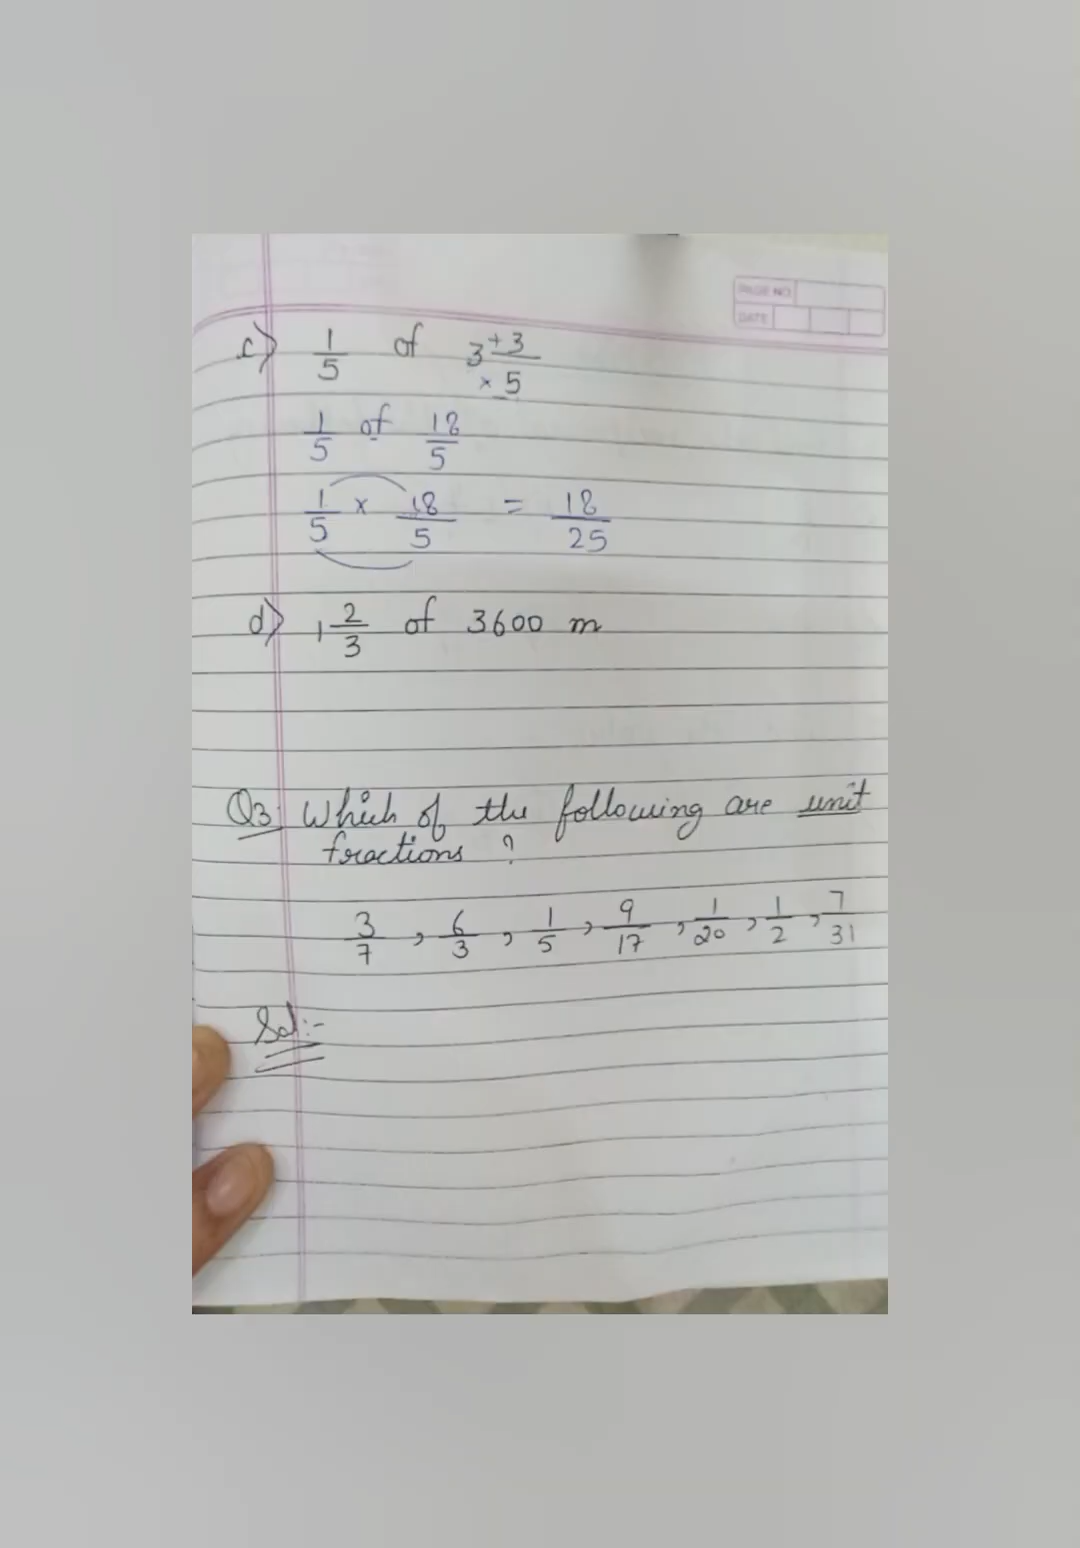 PAGE NO.
DATE
c) 1/5 of 3 + 3/× 5
1/5 of 18/5
1/5 × 18/5 = 18/25
d) 1 2/3 of 3600 m
Q3: Which of the following are unit
fractions ?
3/7 , 6/3 , 1/5 , 9/17 , 1/20 , 1/2 , 7/31
Sol:-